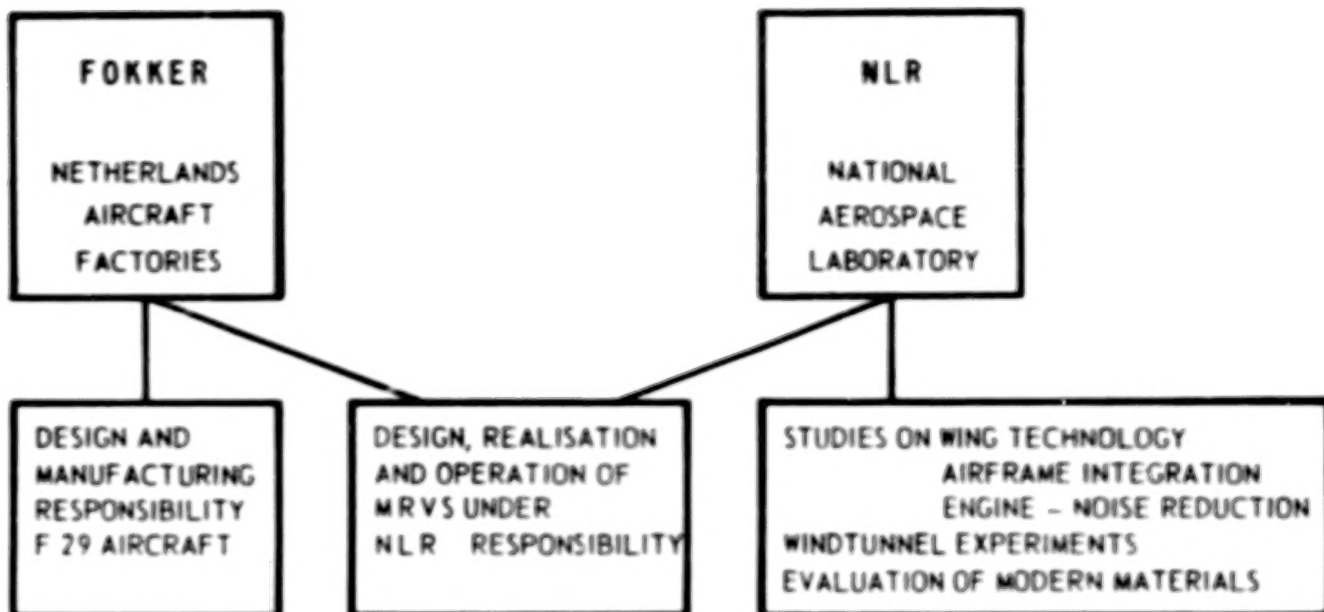 FOKKER
NETHERLANDS
AIRCRAFT
FACTORIES
NLR
NATIONAL
AEROSPACE
LABORATORY
DESIGN AND
MANUFACTURING
RESPONSIBILITY
F 29 AIRCRAFT
DESIGN, REALISATION
AND OPERATION OF
MRVS UNDER
NLR RESPONSIBILITY
STUDIES ON WING TECHNOLOGY
AIRFRAME INTEGRATION
ENGINE - NOISE REDUCTION
WINDTUNNEL EXPERIMENTS
EVALUATION OF MODERN MATERIALS